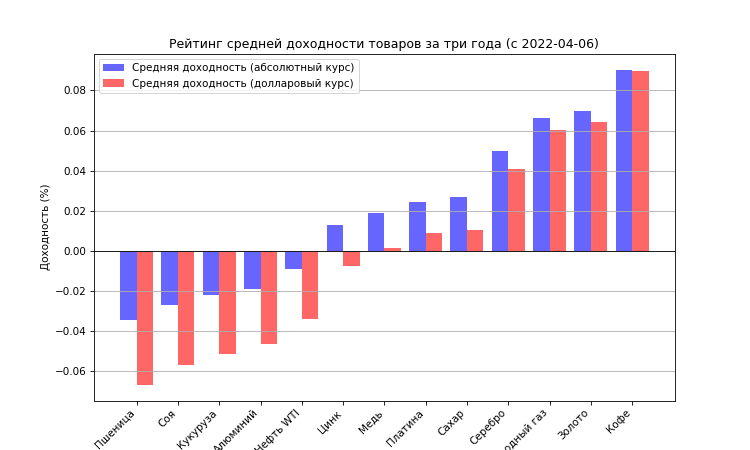 Рейтинг средней доходности товаров за три года (с 2022-04-06)
Средняя доходность (абсолютный курс)
Средняя доходность (долларовый курс)
Доходность (%)
0.08
0.06
0.04
0.02
0.00
−0.02
−0.04
−0.06
Пшеница
Соя
Кукуруза
Алюминий
Нефть WTI
Цинк
Медь
Платина
Сахар
Серебро
газ
Золото
Кофе